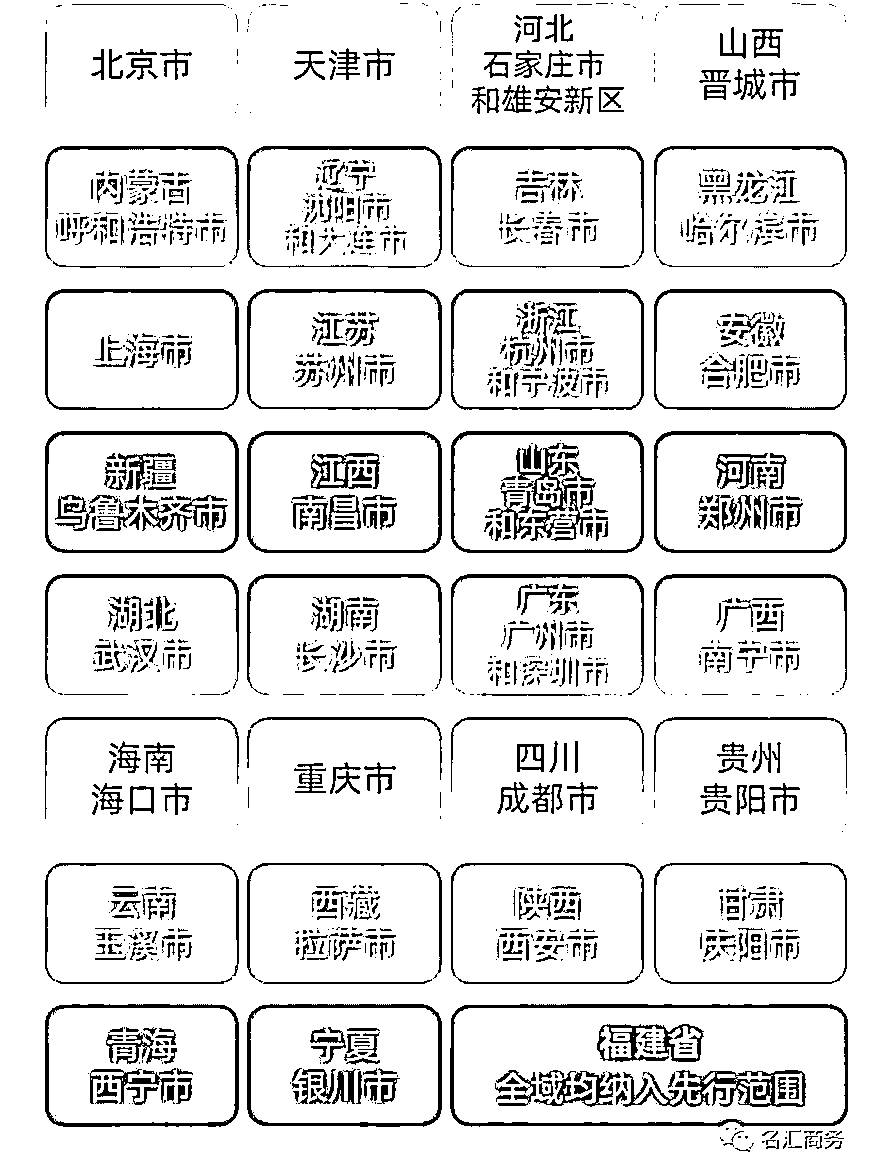 北京市
天津市
河北
石家庄市
和雄安新区
山西
晋城市
内蒙古
呼和浩特市
辽宁
沈阳市
和大连市
吉林
长春市
黑龙江
哈尔滨市
上海市
江苏
苏州市
浙江
杭州市
和宁波市
安徽
合肥市
新疆
乌鲁木齐市
江西
南昌市
山东
青岛市
和东营市
河南
郑州市
湖北
武汉市
湖南
长沙市
广东
广州市
和深圳市
广西
南宁市
海南
海口市
重庆市
四川
成都市
贵州
贵阳市
云南
玉溪市
西藏
拉萨市
陕西
西安市
甘肃
庆阳市
青海
西宁市
宁夏
银川市
福建省
全域均纳入先行范围
名汇商务